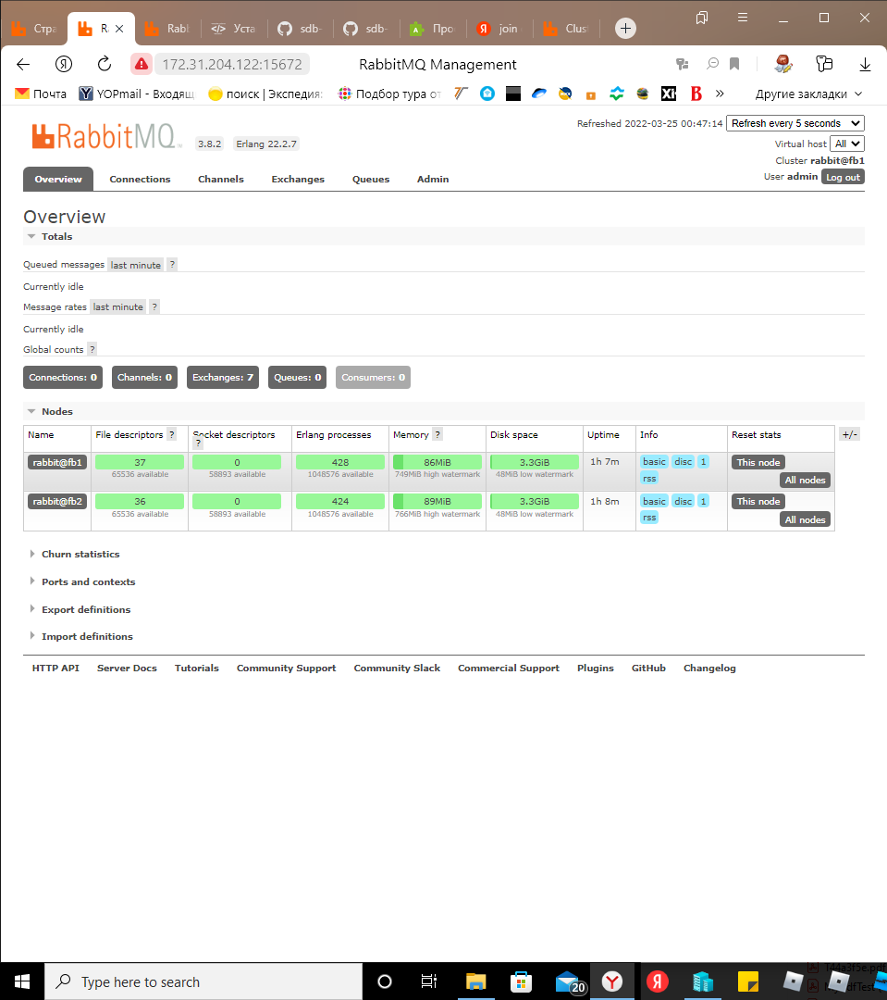 Стра
R
Rabl
Уста
sdb-
sdb-
Про
join
Clus
172.31.204.122:15672
RabbitMQ Management
Почта
YOPmail - Входящ
поиск | Экспедия:
Подбор тура от
Другие закладки
RabbitMQ
3.8.2
Erlang 22.2.7
Refreshed 2022-03-25 00:47:14
Refresh every 5 seconds
Virtual host
All
Cluster rabbit@fb1
User admin
Log out
Overview
Connections
Channels
Exchanges
Queues
Admin
Overview
Totals
Queued messages last minute ?
Currently idle
Message rates last minute ?
Currently idle
Global counts ?
Connections: 0
Channels: 0
Exchanges: 7
Queues: 0
Consumers: 0
Nodes
Name
File descriptors ?
Socket descriptors ?
Erlang processes
Memory ?
Disk space
Uptime
Info
Reset stats
+/-
rabbit@fb1
37
65536 available
0
58893 available
428
1048576 available
86MiB
749MiB high watermark
3.3GiB
48MiB low watermark
1h 7m
basic disc 1
rss
This node
All nodes
rabbit@fb2
36
65536 available
0
58893 available
424
1048576 available
89MiB
766MiB high watermark
3.3GiB
48MiB low watermark
1h 8m
basic disc 1
rss
This node
All nodes
Churn statistics
Ports and contexts
Export definitions
Import definitions
HTTP API
Server Docs
Tutorials
Community Support
Community Slack
Commercial Support
Plugins
GitHub
Changelog
Type here to search
20